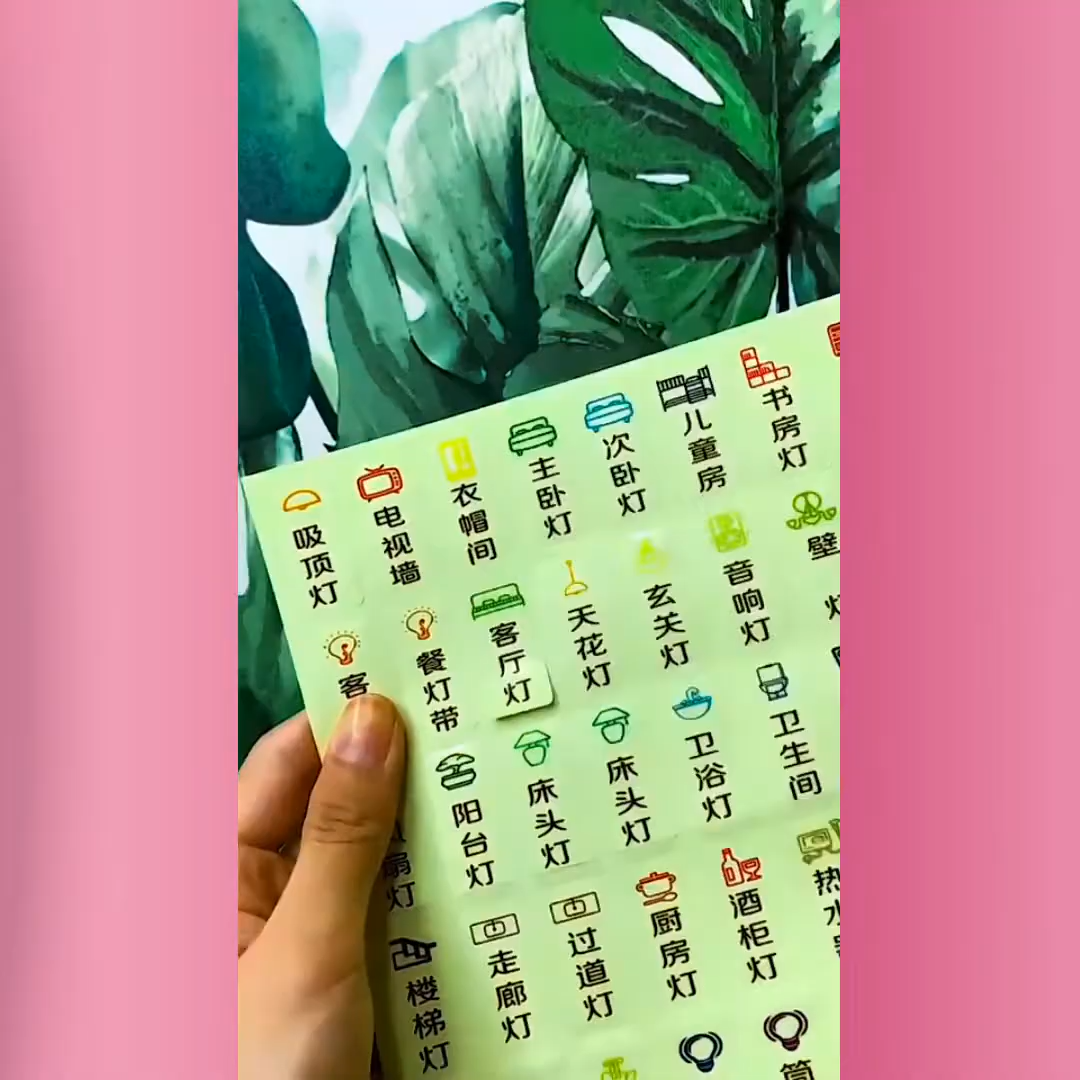 吸顶灯
电视墙
衣帽间
主卧灯
次卧灯
儿童房
书房灯
客
餐灯带
客厅灯
天花灯
玄关灯
音响灯
壁
扇灯
阳台灯
床头灯
床头灯
卫浴灯
卫生间
楼梯灯
走廊灯
过道灯
厨房灯
酒柜灯
热水
筒